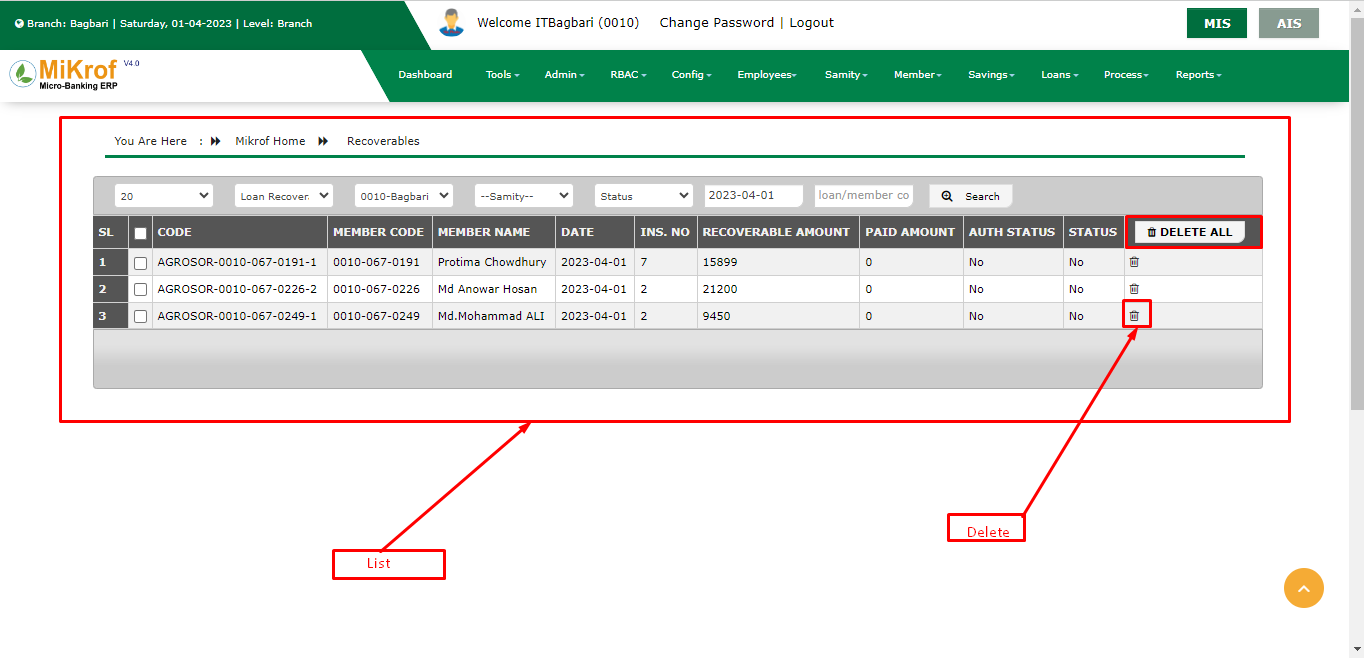 Branch: Bagbari | Saturday, 01-04-2023 | Level: Branch
Welcome ITBagbari (0010) Change Password | Logout
MIS AIS
MiKrof V4.0
Micro-Banking ERP
Dashboard Tools Admin RBAC Config Employees Samity Member Savings Loans Process Reports
You Are Here : Mikrof Home Recoverables
20 Loan Recover 0010-Bagbari --Samity-- Status 2023-04-01 loan/member co Search
SL CODE MEMBER CODE MEMBER NAME DATE INS. NO RECOVERABLE AMOUNT PAID AMOUNT AUTH STATUS STATUS DELETE ALL
1 AGROSOR-0010-067-0191-1 0010-067-0191 Protima Chowdhury 2023-04-01 7 15899 0 No No
2 AGROSOR-0010-067-0226-2 0010-067-0226 Md Anowar Hosan 2023-04-01 2 21200 0 No No
3 AGROSOR-0010-067-0249-1 0010-067-0249 Md.Mohammad ALI 2023-04-01 2 9450 0 No No
Delete
List